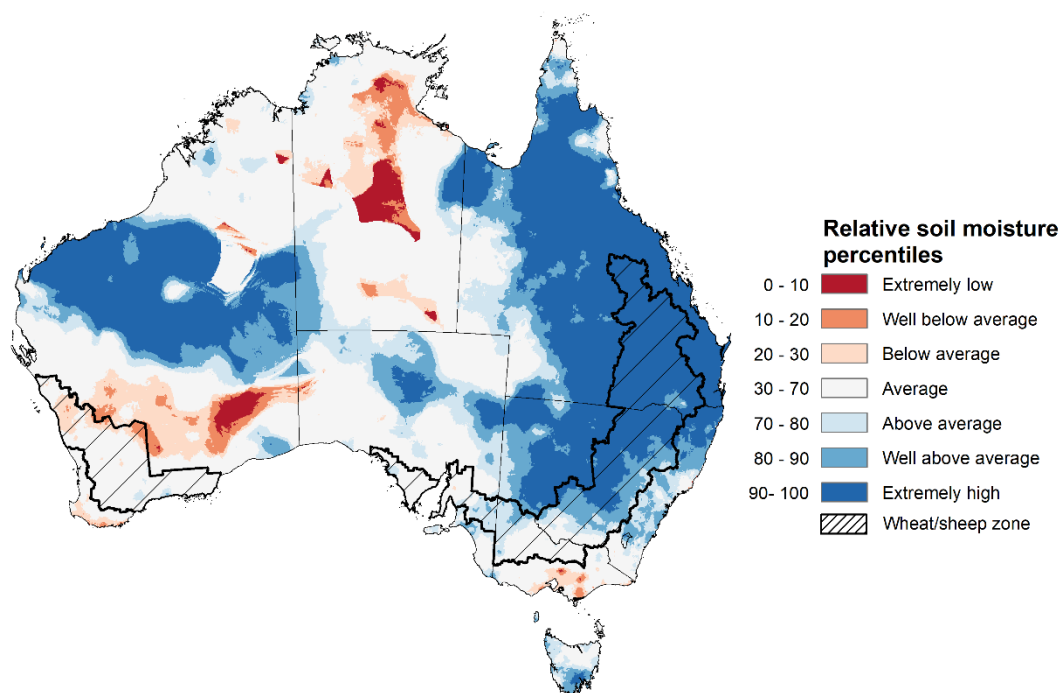 Relative soil moisture
percentiles
0 - 10 Extremely low
10 - 20 Well below average
20 - 30 Below average
30 - 70 Average
70 - 80 Above average
80 - 90 Well above average
90- 100 Extremely high
Wheat/sheep zone